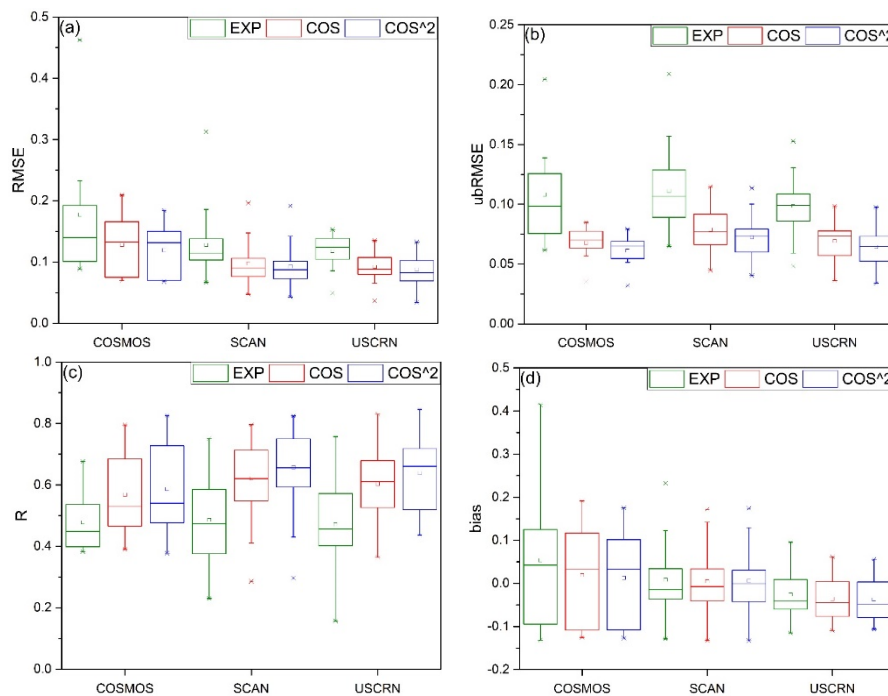 (a) EXP COS COS^2
0.5
0.4
0.3
0.2
0.1
0.0
RMSE
COSMOS SCAN USCRN
(b) EXP COS COS^2
0.25
0.20
0.15
0.10
0.05
0.00
ubRMSE
COSMOS SCAN USCRN
(c) EXP COS COS^2
1.0
0.8
0.6
0.4
0.2
0.0
R
COSMOS SCAN USCRN
(d) EXP COS COS^2
0.5
0.4
0.3
0.2
0.1
0.0
-0.1
-0.2
bias
COSMOS SCAN USCRN